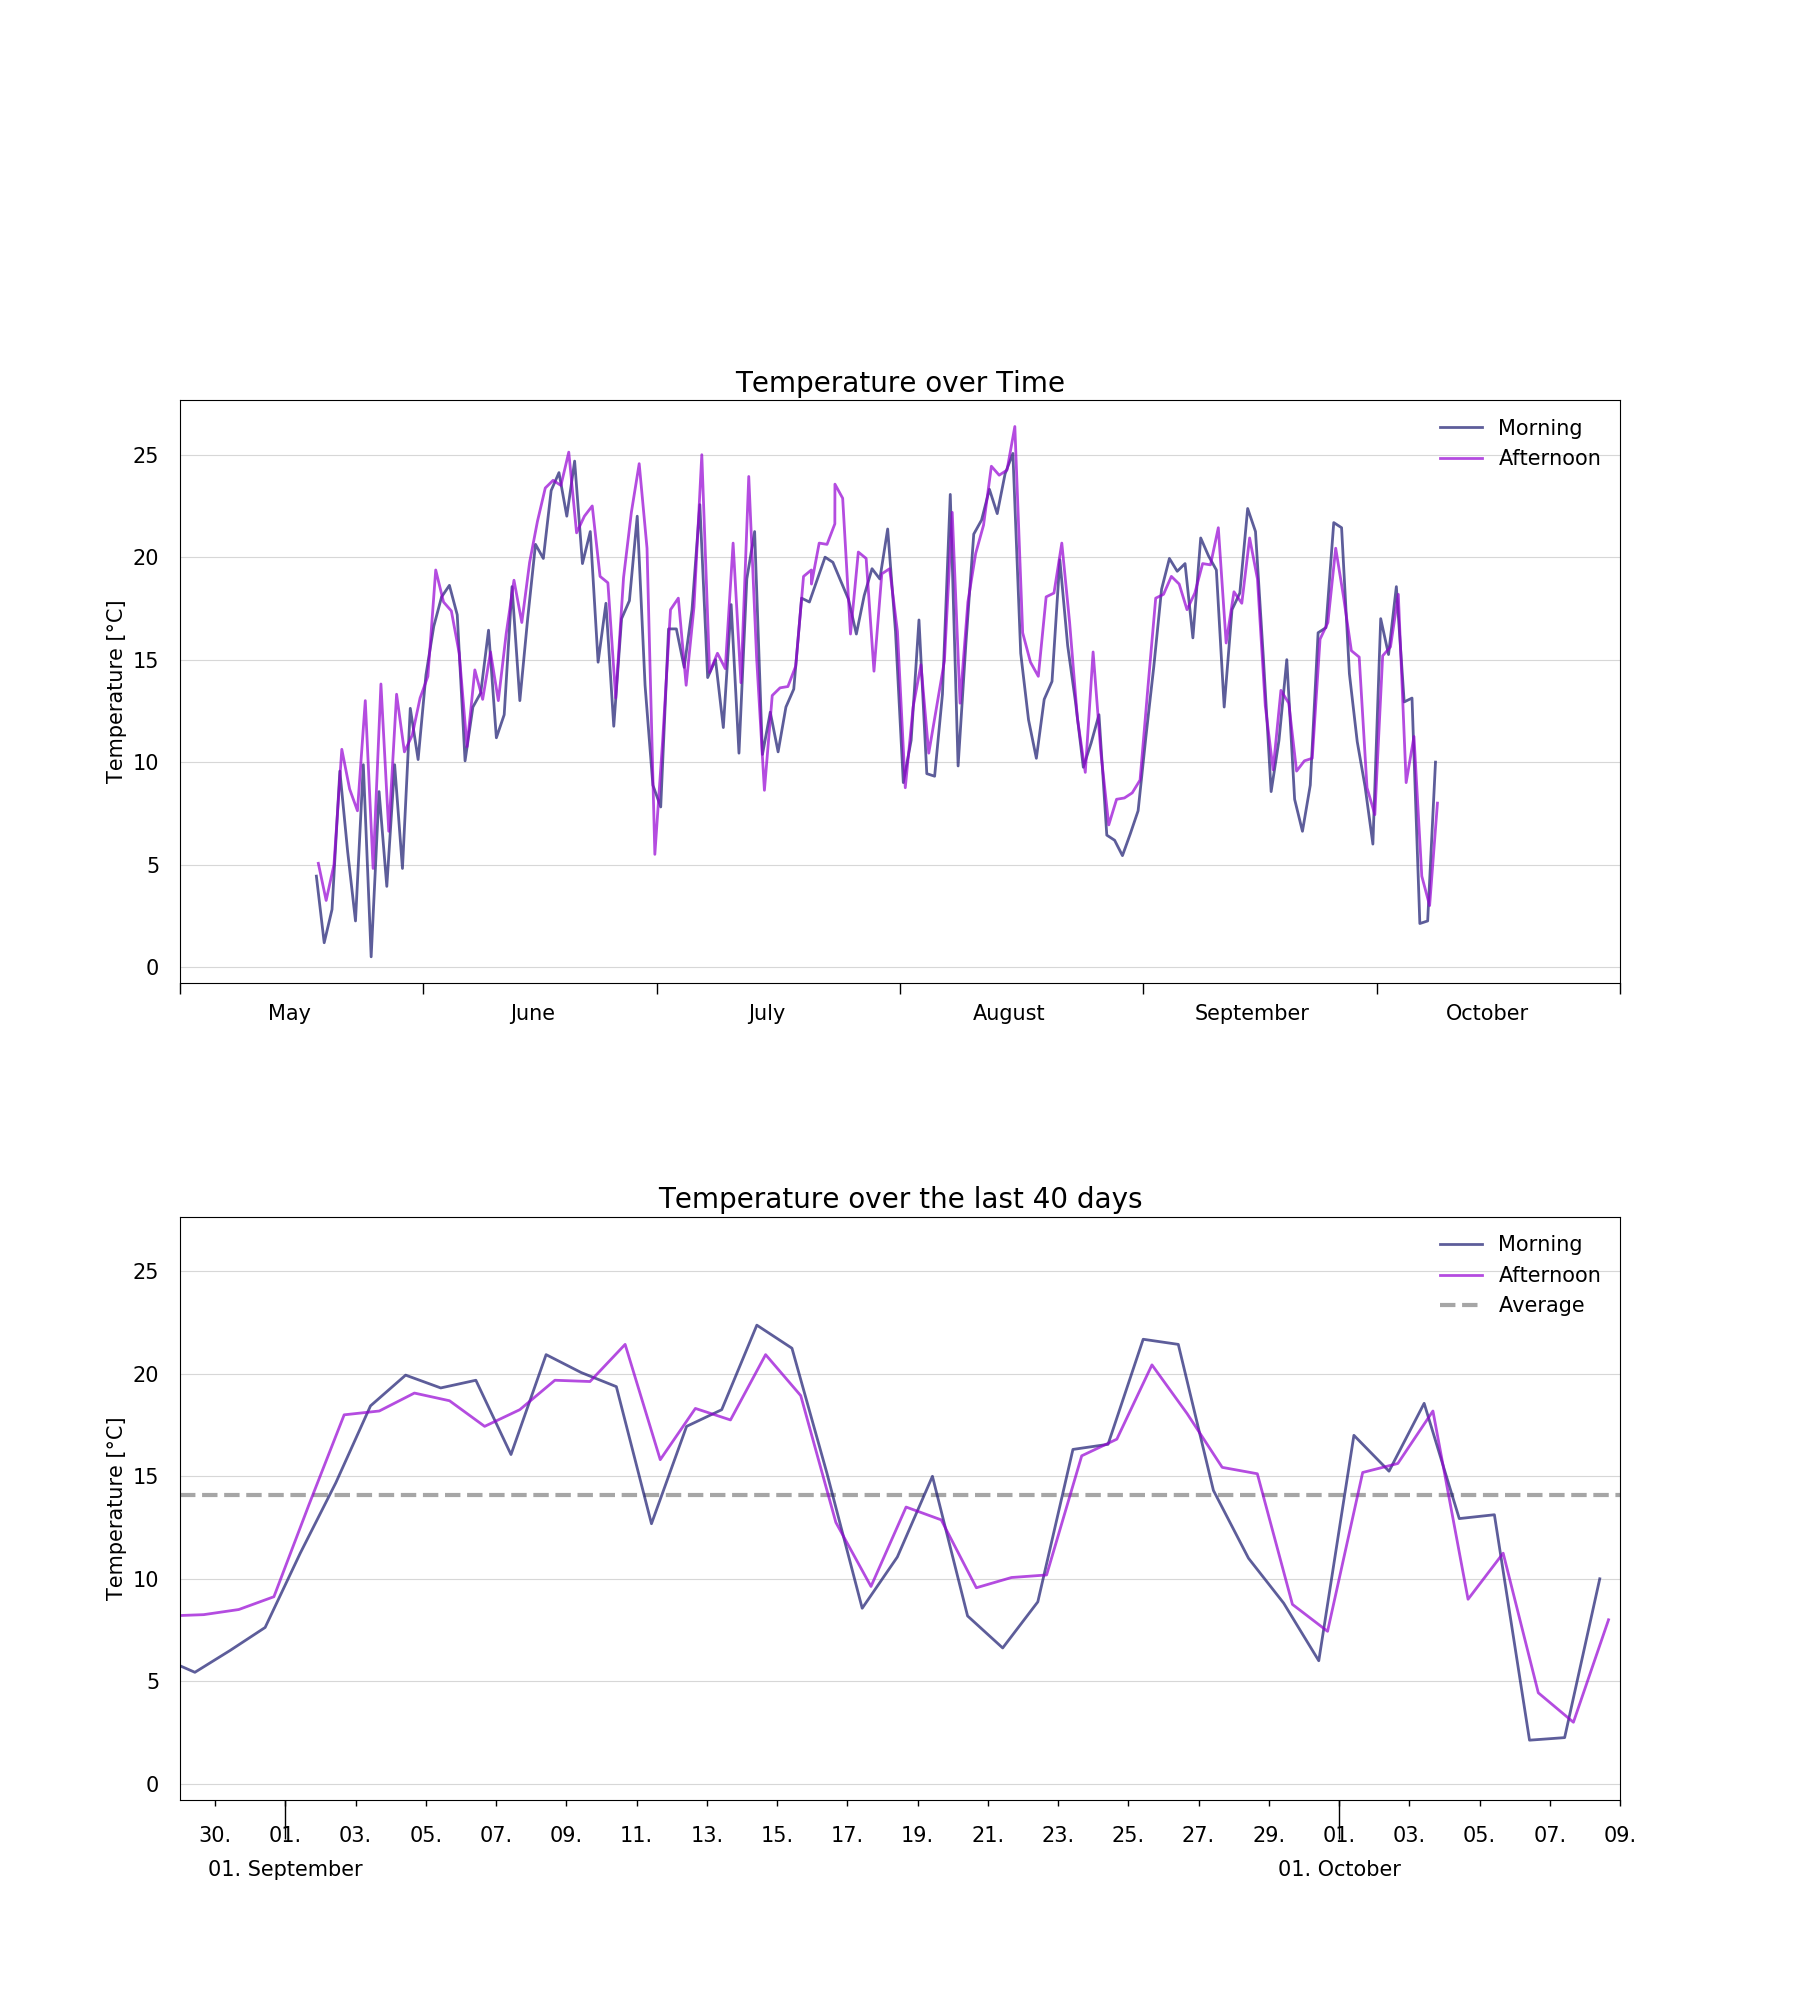 Temperature over Time
Morning
Afternoon
25
20
15
10
5
0
Temperature [°C]
May June July August September October
Temperature over the last 40 days
Morning
Afternoon
Average
25
20
15
10
5
0
Temperature [°C]
30. 01. 03. 05. 07. 09. 11. 13. 15. 17. 19. 21. 23. 25. 27. 29. 01. 03. 05. 07. 09.
01. September 01. October